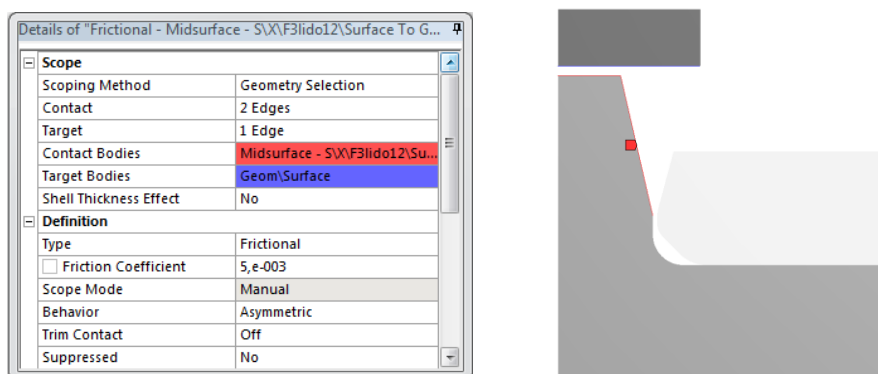 Details of "Frictional - Midsurface - S\X\F3lido12\Surface To G...
Scope
Scoping Method Geometry Selection
Contact 2 Edges
Target 1 Edge
Contact Bodies Midsurface - S\X\F3lido12\Su...
Target Bodies Geom\Surface
Shell Thickness Effect No
Definition
Type Frictional
Friction Coefficient 5,e-003
Scope Mode Manual
Behavior Asymmetric
Trim Contact Off
Suppressed No